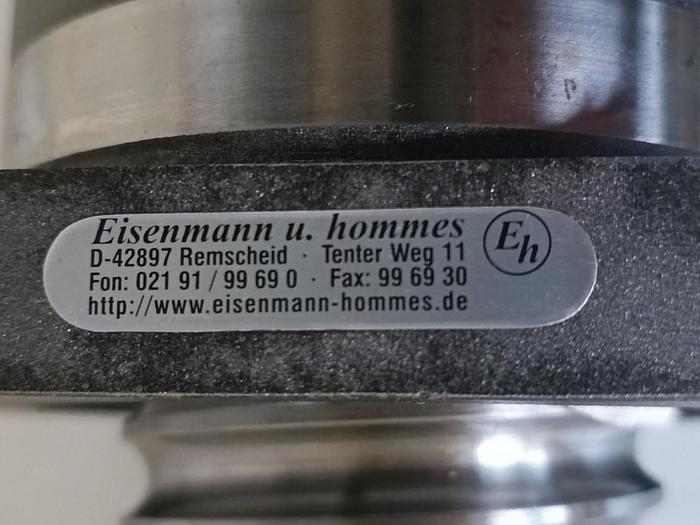 Eisenmann u. hommes Eh
D-42897 Remscheid · Tenter Weg 11
Fon: 021 91 / 99 69 0 · Fax: 99 69 30
http://www.eisenmann-hommes.de